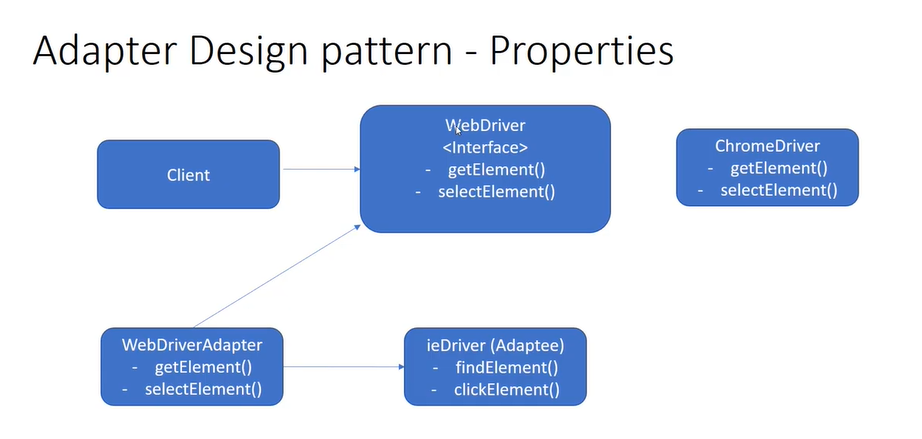 Adapter Design pattern - Properties
Client
WebDriver
<Interface>
- getElement()
- selectElement()
ChromeDriver
- getElement()
- selectElement()
WebDriverAdapter
- getElement()
- selectElement()
ieDriver (Adaptee)
- findElement()
- clickElement()